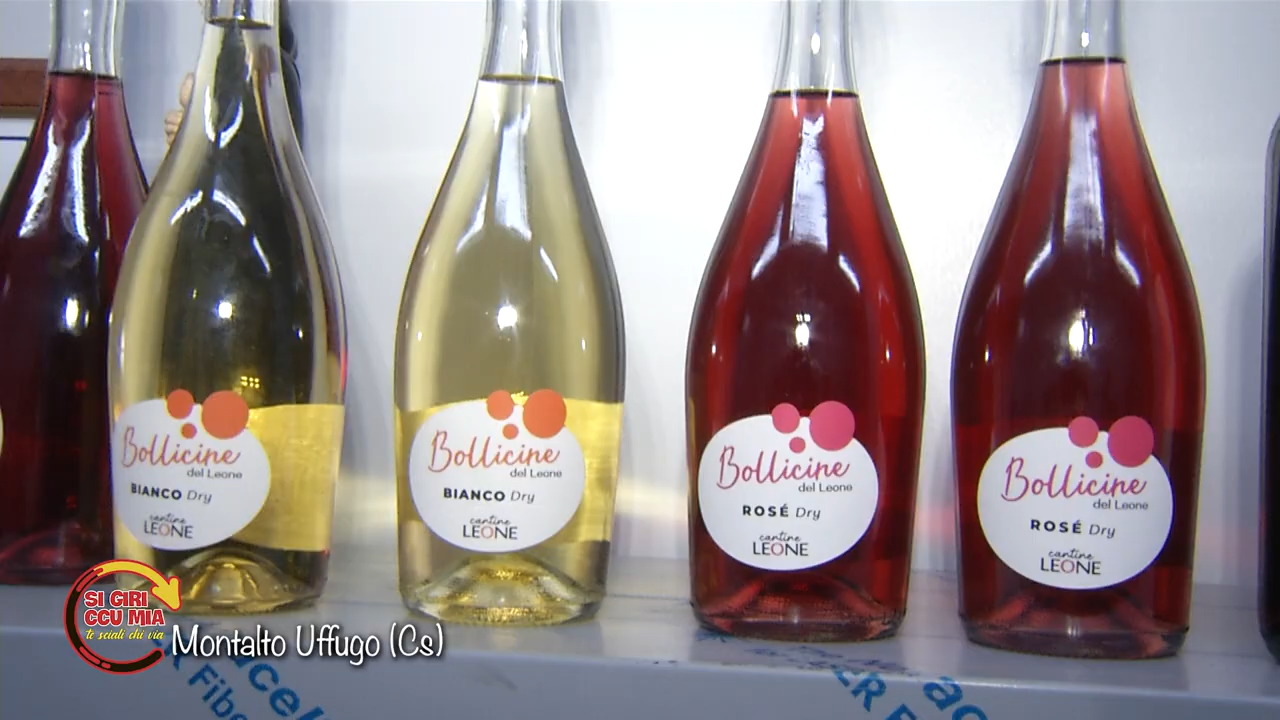 Bollicine
del Leone
BIANCO Dry
cantine
LEONE
Bollicine
del Leone
BIANCO Dry
cantine
LEONE
Bollicine
del Leone
ROSÉ Dry
cantine
LEONE
Bollicine
del Leone
ROSÉ Dry
cantine
LEONE
SI GIRI
CCU MIA
te sciali chi via
Montalto Uffugo (Cs)